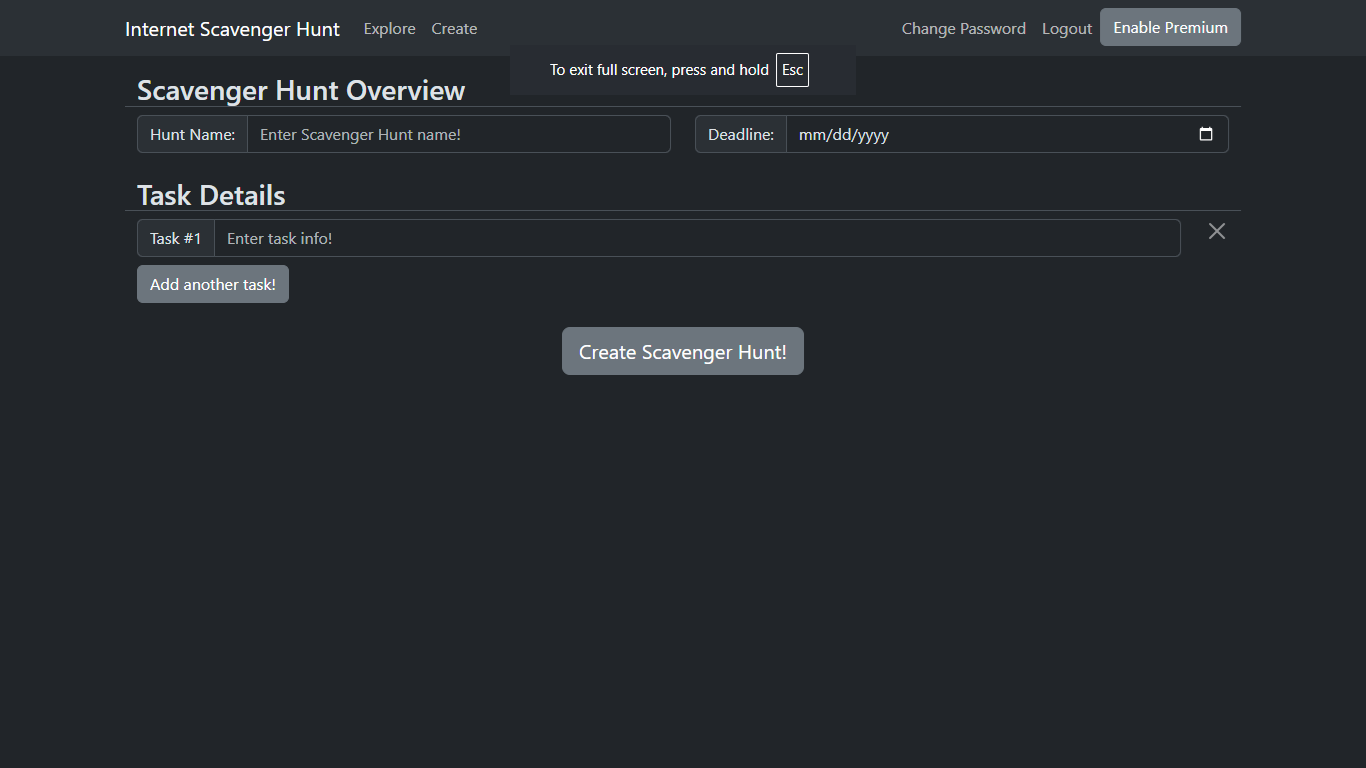 Internet Scavenger Hunt Explore Create Change Password Logout Enable Premium
To exit full screen, press and hold Esc
Scavenger Hunt Overview
Hunt Name: Enter Scavenger Hunt name! Deadline: mm/dd/yyyy
Task Details
Task #1 Enter task info!
Add another task!
Create Scavenger Hunt!